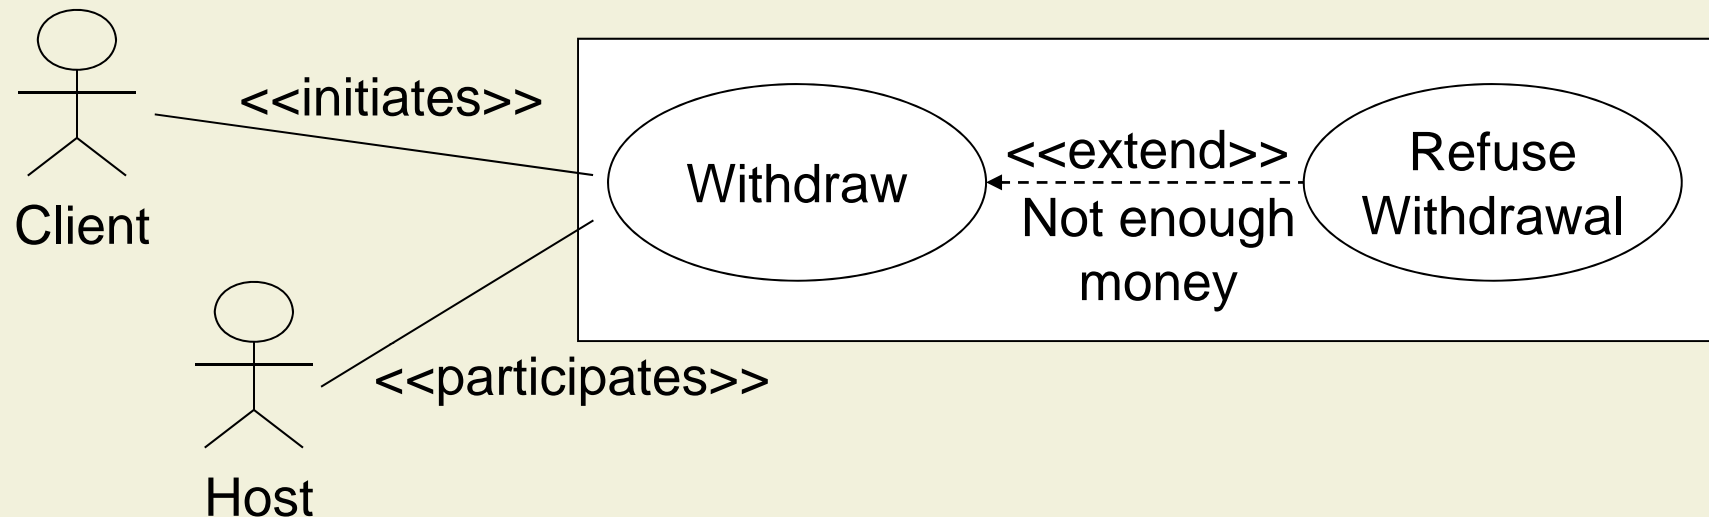 <<initiates>>
Client
Withdraw
<<extend>>
Not enough
money
Refuse
Withdrawal
<<participates>>
Host